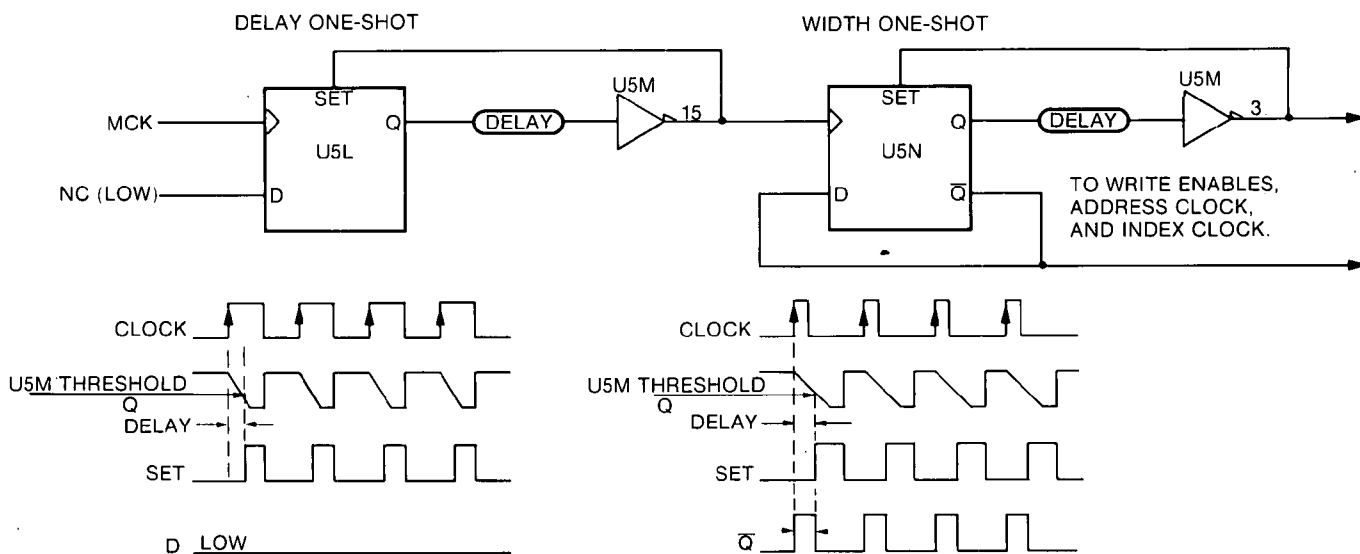 DELAY ONE-SHOT
WIDTH ONE-SHOT
SET
U5M
MCK
Q
DELAY
15
U5L
NC (LOW)
D
SET
U5M
Q
DELAY
3
U5N
D
Q̅
TO WRITE ENABLES,
ADDRESS CLOCK,
AND INDEX CLOCK.
CLOCK
U5M THRESHOLD
Q
DELAY
SET
D LOW
CLOCK
U5M THRESHOLD
Q
DELAY
SET
Q̅